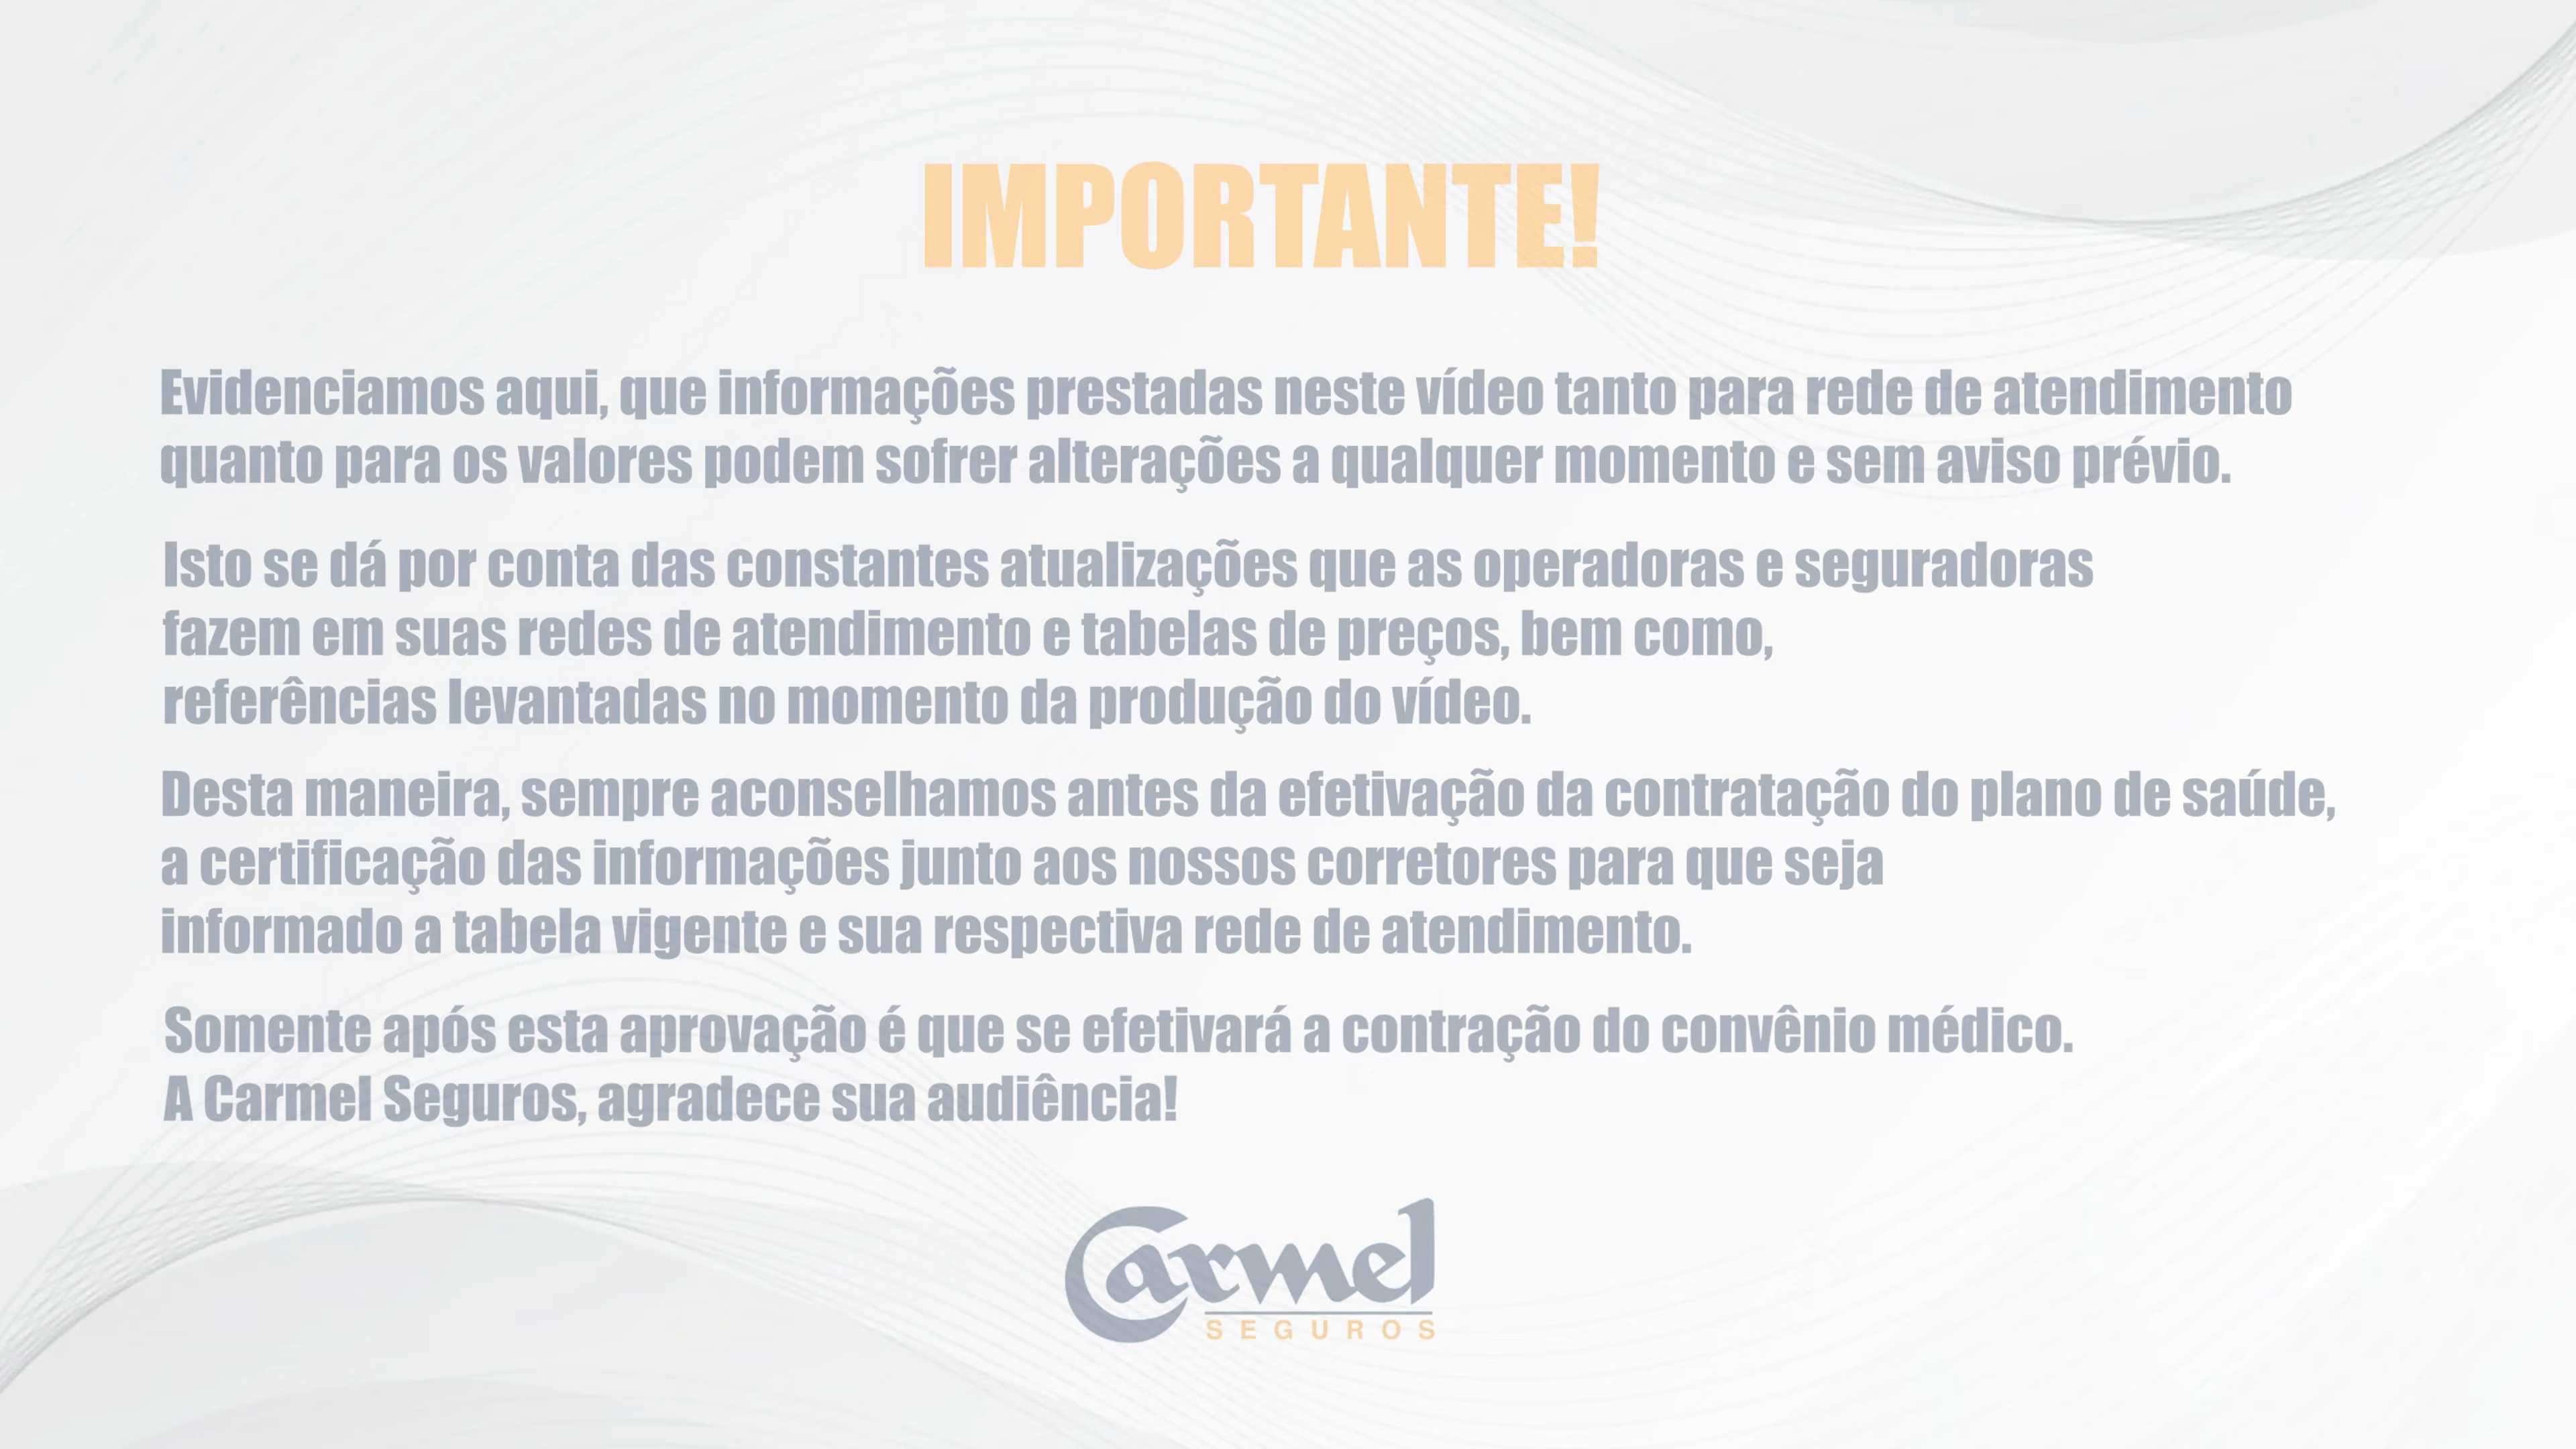 IMPORTANTE!
Evidenciamos aqui, que informações prestadas neste vídeo tanto para rede de atendimento
quanto para os valores podem sofrer alterações a qualquer momento e sem aviso prévio.
Isto se dá por conta das constantes atualizações que as operadoras e seguradoras
fazem em suas redes de atendimento e tabelas de preços, bem como,
referências levantadas no momento da produção do vídeo.
Desta maneira, sempre aconselhamos antes da efetivação da contratação do plano de saúde,
a certificação das informações junto aos nossos corretores para que seja
informado a tabela vigente e sua respectiva rede de atendimento.
Somente após esta aprovação é que se efetivará a contração do convênio médico.
A Carmel Seguros, agradece sua audiência!
Carmel
SEGUROS